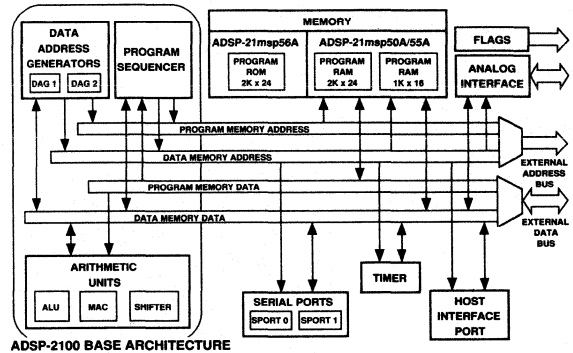 MEMORY
DATA
ADDRESS
GENERATORS
DAG 1
DAG 2
PROGRAM
SEQUENCER
ADSP-21msp56A
ADSP-21msp50A/55A
PROGRAM
ROM
2K x 24
PROGRAM
RAM
2K x 24
PROGRAM
RAM
1K x 16
FLAGS
ANALOG
INTERFACE
PROGRAM MEMORY ADDRESS
DATA MEMORY ADDRESS
PROGRAM MEMORY DATA
DATA MEMORY DATA
EXTERNAL
ADDRESS
BUS
EXTERNAL
DATA
BUS
ARITHMETIC
UNITS
ALU
MAC
SHIFTER
SERIAL PORTS
SPORT 0
SPORT 1
TIMER
HOST
INTERFACE
PORT
ADSP-2100 BASE ARCHITECTURE